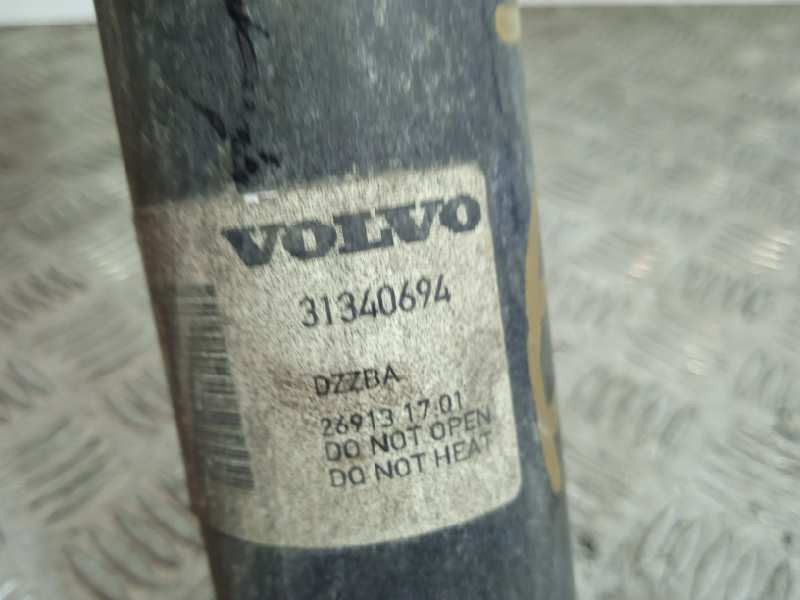 VOLVO
31340694
DZZBA
26913 17.01
DO NOT OPEN
DO NOT HEAT